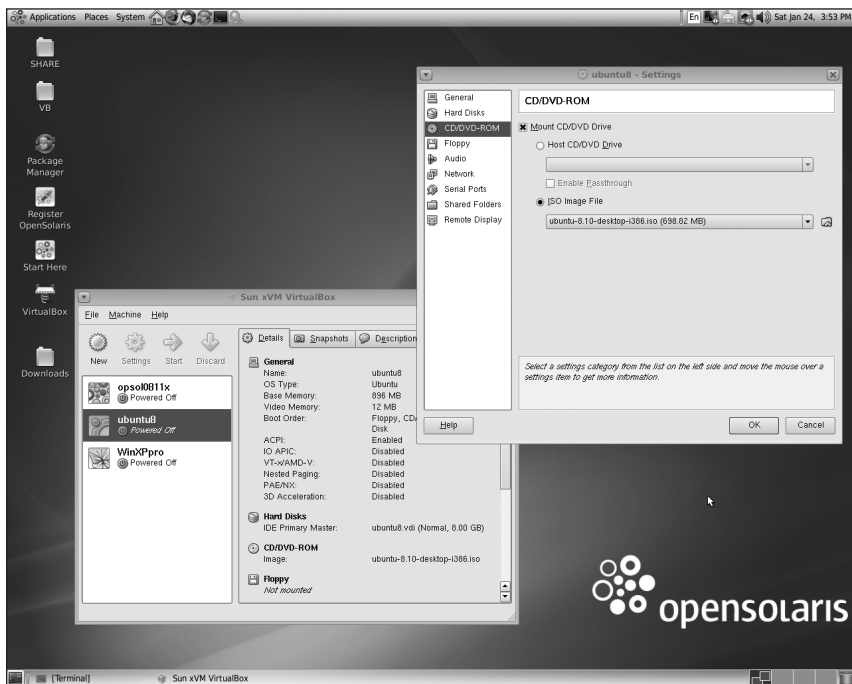 Applications Places System
En
Sat Jan 24, 3:53 PM
SHARE
VB
Package
Manager
Register
OpenSolaris
Start Here
VirtualBox
Downloads
ubuntu8 - Settings
General
Hard Disks
CD/DVD-ROM
Floppy
Audio
Network
Serial Ports
Shared Folders
Remote Display
CD/DVD-ROM
Mount CD/DVD Drive
Host CD/DVD Drive
Enable Passthrough
ISO Image File
ubuntu-8.10-desktop-i386.iso (698.82 MB)
Select a settings category from the list on the left side and move the mouse over a
settings item to get more information.
Help
OK
Cancel
Sun xVM VirtualBox
File Machine Help
New Settings Start Discard
opsol0811x
Powered Off
ubuntu8
Powered Off
WinXPpro
Powered Off
Details Snapshots Description
General
Name: ubuntu8
OS Type: Ubuntu
Base Memory: 896 MB
Video Memory: 12 MB
Boot Order: Floppy, CD/
Disk
ACPI: Enabled
IO APIC: Disabled
VT-x/AMD-V: Disabled
Nested Paging: Disabled
PAE/NX: Disabled
3D Acceleration: Disabled
Hard Disks
IDE Primary Master: ubuntu8.vdi (Normal, 8.00 GB)
CD/DVD-ROM
Image: ubuntu-8.10-desktop-i386.iso
Floppy
Not mounted
opensolaris
[Terminal]
Sun xVM VirtualBox